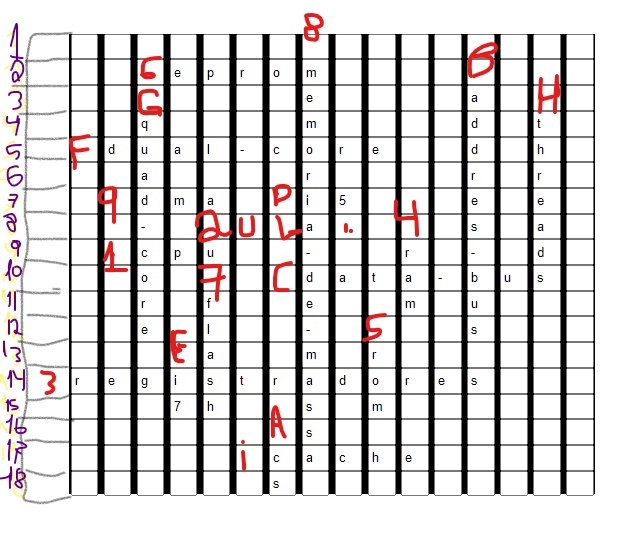 8
1
2 6 e p r o m B
3 G e a H
4 q m d t
5 F d u a l - c o r e d h
6 a r r r
7 9 d m a D i 5 e e
8 - 2 U L a 1. 4 s a
9 1 c p u - r - d
10 o 7 C d a t a - b u s
11 r f e m u
12 e l - 5 s
13 E a m r
14 3 r e g i s t r a d o r e s
15 7 h s m
16 A s
17 i c a c h e
18 s